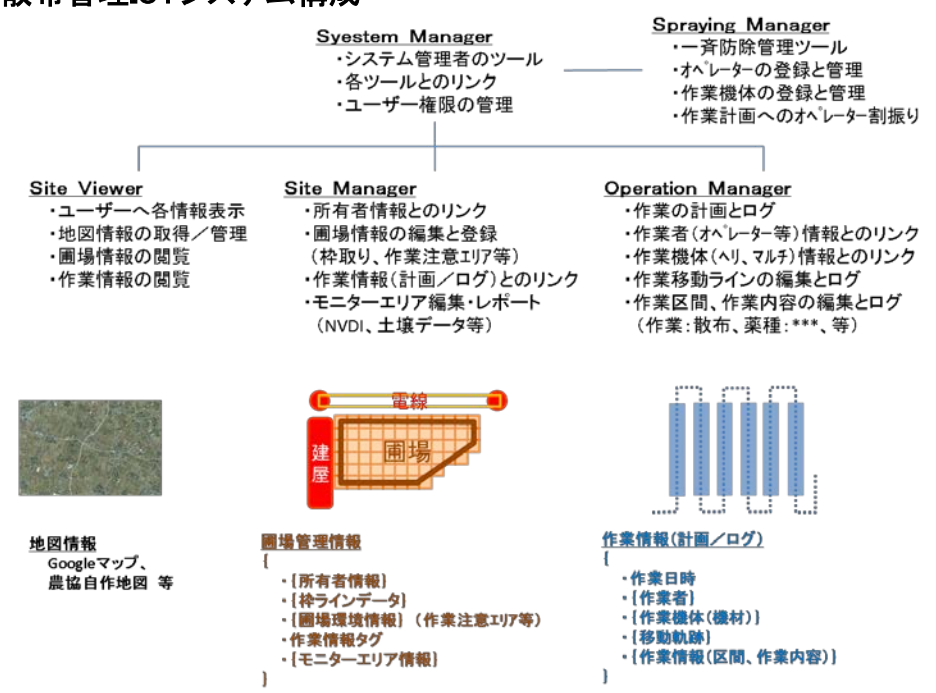 Syestem Manager
・システム管理者のツール
・各ツールとのリンク
・ユーザー権限の管理
Spraying Manager
・一斉防除管理ツール
・ｵﾍﾟﾚｰﾀｰの登録と管理
・作業機体の登録と管理
・作業計画へのｵﾍﾟﾚｰﾀｰ割振り
Site Viewer
・ユーザーへ各情報表示
・地図情報の取得／管理
・圃場情報の閲覧
・作業情報の閲覧
Site Manager
・所有者情報とのリンク
・圃場情報の編集と登録
（枠取り、作業注意ｴﾘｱ等）
・作業情報（計画／ログ）とのリンク
・モニターエリア編集・レポート
（NVDI、土壌データ等）
Operation Manager
・作業の計画とログ
・作業者（ｵﾍﾟﾚｰﾀｰ等）情報とのリンク
・作業機体（ﾍﾘ、ﾏﾙﾁ）情報とのリンク
・作業移動ラインの編集とログ
・作業区間、作業内容の編集とログ
（作業：散布、薬種：***、等）
電線
建屋
圃場
地図情報
Googleマップ、
農協自作地図 等
圃場管理情報
{
・{所有者情報}
・{枠ラインデータ}
・{圃場環境情報}（作業注意ｴﾘｱ等）
・作業情報タグ
・{モニターエリア情報}
}
作業情報（計画／ログ）
{
・作業日時
・{作業者}
・{作業機体（機材）}
・{移動軌跡}
・{作業情報（区間、作業内容）}
}